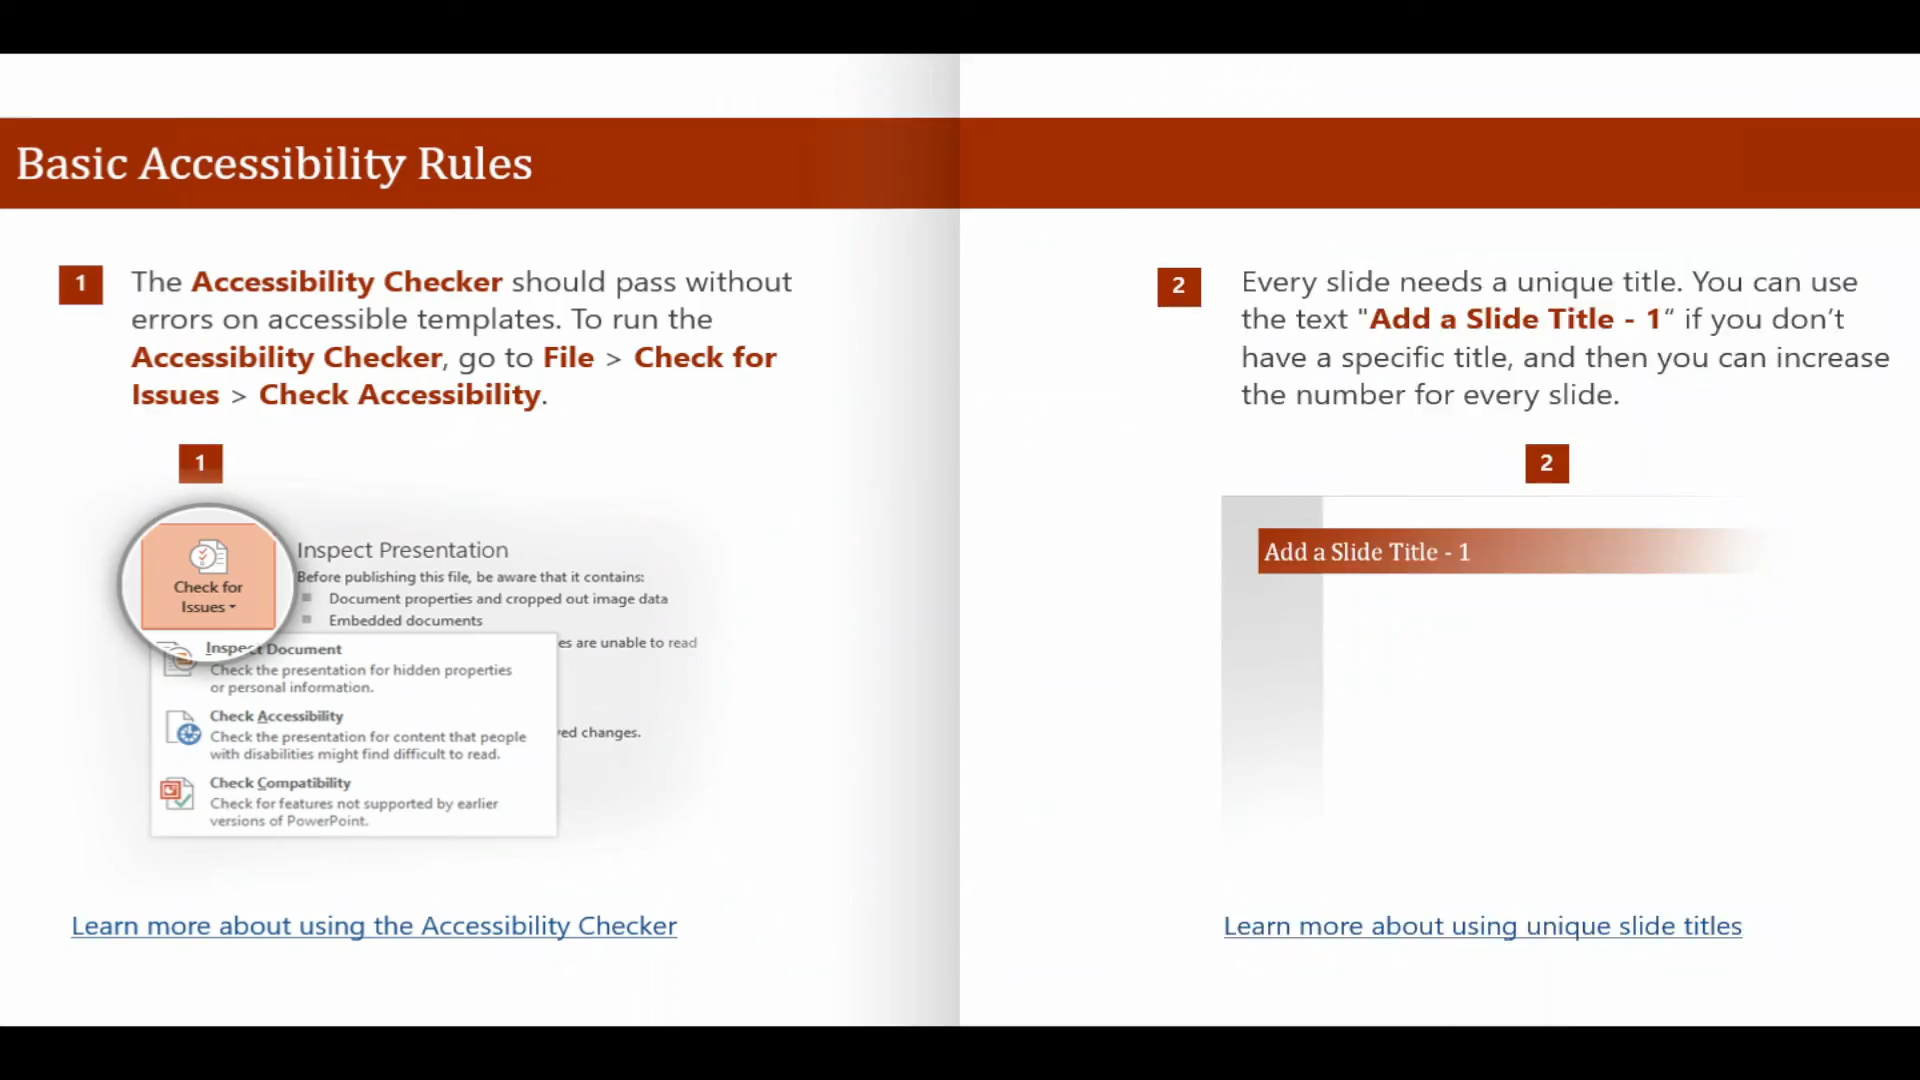 Basic Accessibility Rules
1
The Accessibility Checker should pass without
errors on accessible templates. To run the
Accessibility Checker, go to File > Check for
Issues > Check Accessibility.
1
Check for
Issues
Inspect Presentation
Before publishing this file, be aware that it contains:
Document properties and cropped out image data
Embedded documents
es are unable to read
Inspect Document
Check the presentation for hidden properties
or personal information.
Check Accessibility
Check the presentation for content that people
with disabilities might find difficult to read.
ved changes.
Check Compatibility
Check for features not supported by earlier
versions of PowerPoint.
Learn more about using the Accessibility Checker
2
Every slide needs a unique title. You can use
the text "Add a Slide Title - 1“ if you don’t
have a specific title, and then you can increase
the number for every slide.
2
Add a Slide Title - 1
Learn more about using unique slide titles